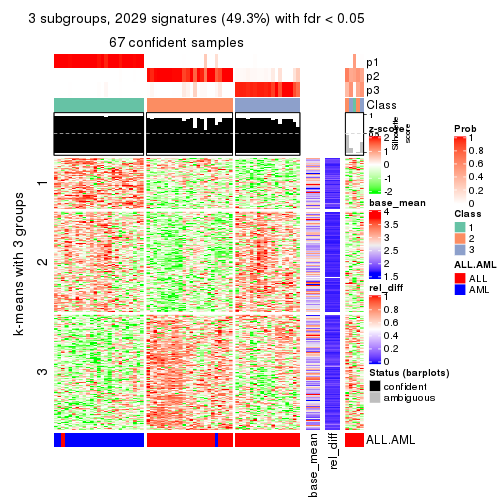 3 subgroups, 2029 signatures (49.3%) with fdr < 0.05
67 confident samples
p1
p2
p3
Class
1
0.5
0
Silhouette
score
k-means with 3 groups
1
2
3
ALL.AML
base_mean
rel_diff
z-score
2
1
0
-1
-2
base_mean
4
3.5
3
2.5
2
1.5
rel_diff
1
0.8
0.6
0.4
0.2
0
Status (barplots)
confident
ambiguous
Prob
1
0.8
0.6
0.4
0.2
0
Class
1
2
3
ALL.AML
ALL
AML